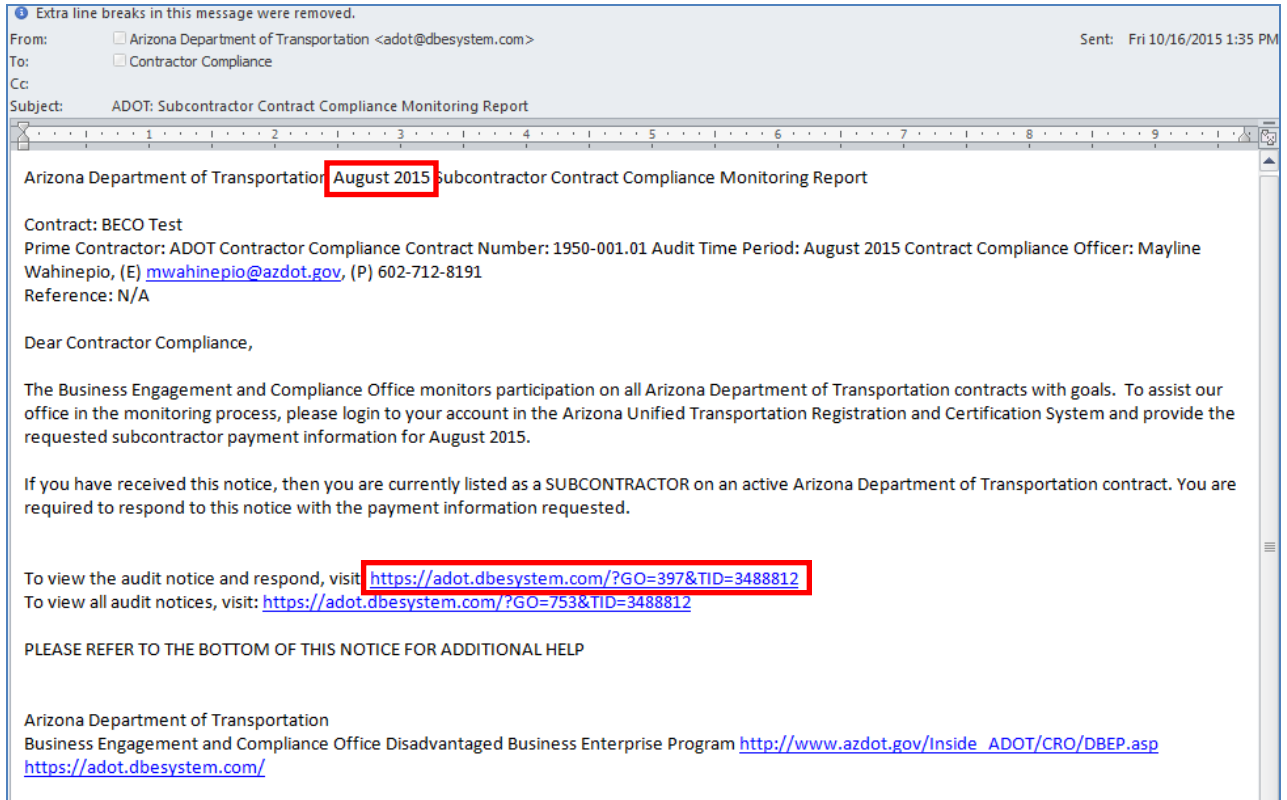 Extra line breaks in this message were removed.
From: Arizona Department of Transportation <adot@dbesystem.com> Sent: Fri 10/16/2015 1:35 PM
To: Contractor Compliance
Cc:
Subject: ADOT: Subcontractor Contract Compliance Monitoring Report
1 2 3 4 5 6 7 8 9
Arizona Department of Transportation August 2015 Subcontractor Contract Compliance Monitoring Report
Contract: BECO Test
Prime Contractor: ADOT Contractor Compliance Contract Number: 1950-001.01 Audit Time Period: August 2015 Contract Compliance Officer: Mayline
Wahinepio, (E) mwahinepio@azdot.gov, (P) 602-712-8191
Reference: N/A
Dear Contractor Compliance,
The Business Engagement and Compliance Office monitors participation on all Arizona Department of Transportation contracts with goals. To assist our
office in the monitoring process, please login to your account in the Arizona Unified Transportation Registration and Certification System and provide the
requested subcontractor payment information for August 2015.
If you have received this notice, then you are currently listed as a SUBCONTRACTOR on an active Arizona Department of Transportation contract. You are
required to respond to this notice with the payment information requested.
To view the audit notice and respond, visit: https://adot.dbesystem.com/?GO=397&TID=3488812
To view all audit notices, visit: https://adot.dbesystem.com/?GO=753&TID=3488812
PLEASE REFER TO THE BOTTOM OF THIS NOTICE FOR ADDITIONAL HELP
Arizona Department of Transportation
Business Engagement and Compliance Office Disadvantaged Business Enterprise Program http://www.azdot.gov/Inside_ADOT/CRO/DBEP.asp
https://adot.dbesystem.com/